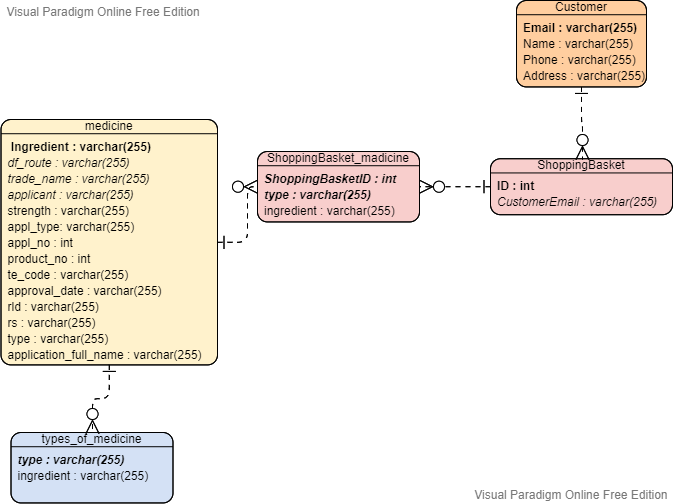 Visual Paradigm Online Free Edition
Customer
Email : varchar(255)
Name : varchar(255)
Phone : varchar(255)
Address : varchar(255)
medicine
Ingredient : varchar(255)
df_route : varchar(255)
trade_name : varchar(255)
applicant : varchar(255)
strength : varchar(255)
appl_type: varchar(255)
appl_no : int
product_no : int
te_code : varchar(255)
approval_date : varchar(255)
rld : varchar(255)
rs : varchar(255)
type : varchar(255)
application_full_name : varchar(255)
ShoppingBasket_madicine
ShoppingBasketID : int
type : varchar(255)
ingredient : varchar(255)
ShoppingBasket
ID : int
CustomerEmail : varchar(255)
types_of_medicine
type : varchar(255)
ingredient : varchar(255)
Visual Paradigm Online Free Edition